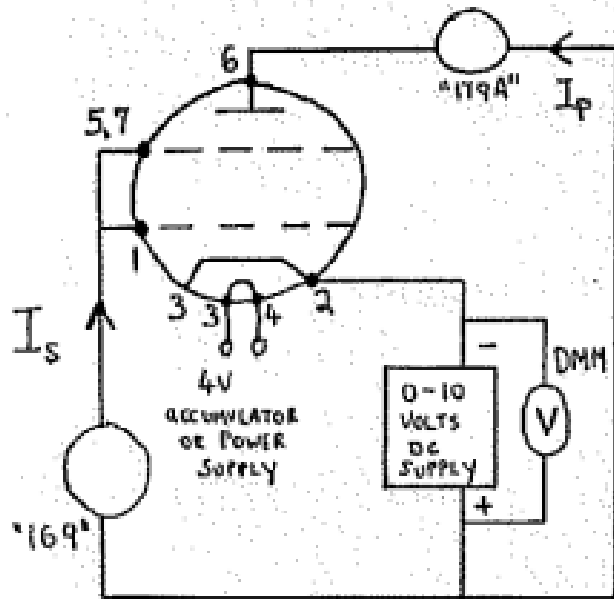 6
"179A"
Ip
5,7
1
3
3
4
2
Is
4V
ACCUMULATOR
OR POWER
SUPPLY
-
DMM
0-10
VOLTS
DC
SUPPLY
V
+
"169"